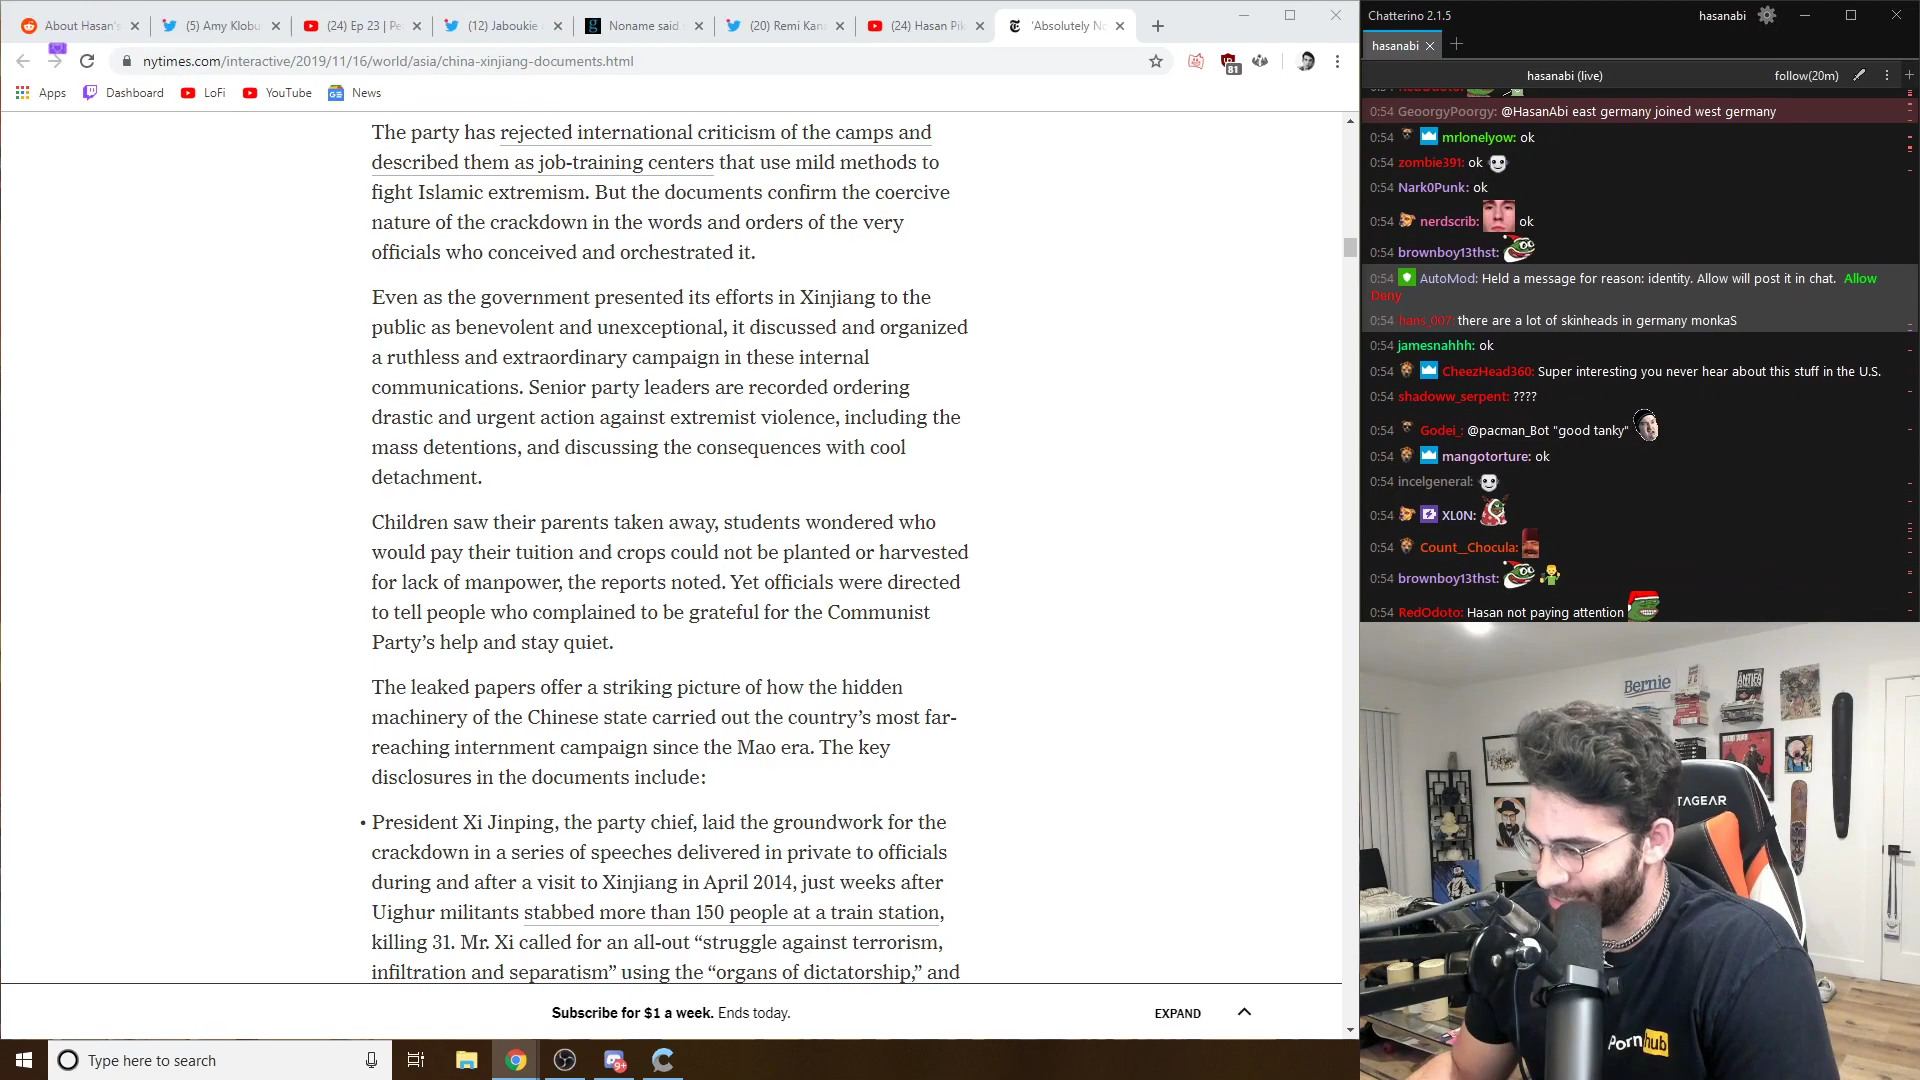 About Hasan's
(5) Amy Klobu
(24) Ep 23 | Pe
(12) Jaboukie
Noname said
(20) Remi Kan
(24) Hasan Pik
'Absolutely No
nytimes.com/interactive/2019/11/16/world/asia/china-xinjiang-documents.html
81
Apps
Dashboard
LoFi
YouTube
News
The party has rejected international criticism of the camps and
described them as job-training centers that use mild methods to
fight Islamic extremism. But the documents confirm the coercive
nature of the crackdown in the words and orders of the very
officials who conceived and orchestrated it.
Even as the government presented its efforts in Xinjiang to the
public as benevolent and unexceptional, it discussed and organized
a ruthless and extraordinary campaign in these internal
communications. Senior party leaders are recorded ordering
drastic and urgent action against extremist violence, including the
mass detentions, and discussing the consequences with cool
detachment.
Children saw their parents taken away, students wondered who
would pay their tuition and crops could not be planted or harvested
for lack of manpower, the reports noted. Yet officials were directed
to tell people who complained to be grateful for the Communist
Party’s help and stay quiet.
The leaked papers offer a striking picture of how the hidden
machinery of the Chinese state carried out the country’s most far-
reaching internment campaign since the Mao era. The key
disclosures in the documents include:
• President Xi Jinping, the party chief, laid the groundwork for the
crackdown in a series of speeches delivered in private to officials
during and after a visit to Xinjiang in April 2014, just weeks after
Uighur militants stabbed more than 150 people at a train station,
killing 31. Mr. Xi called for an all-out “struggle against terrorism,
infiltration and separatism” using the “organs of dictatorship,” and
Subscribe for $1 a week. Ends today.
EXPAND
Type here to search
9+
Chatterino 2.1.5
hasanabi
hasanabi
hasanabi (live)
follow(20m)
0:54 GeoorgyPoorgy: @HasanAbi east germany joined west germany
0:54 mrlonelyow: ok
0:54 zombie391: ok
0:54 Nark0Punk: ok
0:54 nerdscrib: ok
0:54 brownboy13thst:
0:54 AutoMod: Held a message for reason: identity. Allow will post it in chat. Allow
Deny
0:54 hans_007: there are a lot of skinheads in germany monkaS
0:54 jamesnahhh: ok
0:54 CheezHead360: Super interesting you never hear about this stuff in the U.S.
0:54 shadoww_serpent: ????
0:54 Godei_: @pacman_Bot "good tanky"
0:54 mangotorture: ok
0:54 incelgeneral:
0:54 XL0N:
0:54 Count__Chocula:
0:54 brownboy13thst:
0:54 RedOdoto: Hasan not paying attention
Bernie
ANTIFA
TAGEAR
Pornhub